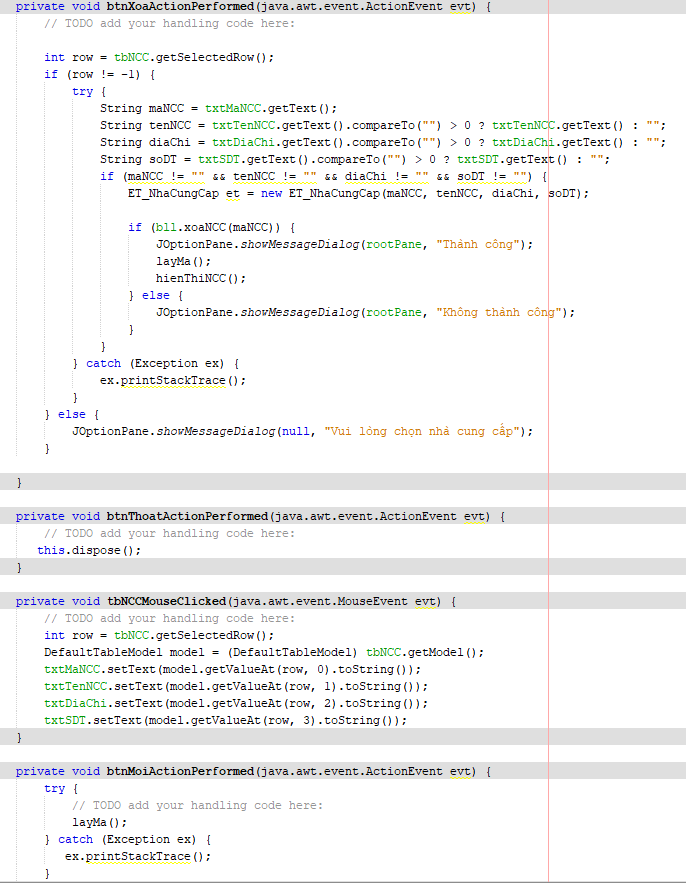 private void btnXoaActionPerformed(java.awt.event.ActionEvent evt) {
// TODO add your handling code here:
int row = tbNCC.getSelectedRow();
if (row != -1) {
try {
String maNCC = txtMaNCC.getText();
String tenNCC = txtTenNCC.getText().compareTo("") > 0 ? txtTenNCC.getText() : "";
String diaChi = txtDiaChi.getText().compareTo("") > 0 ? txtDiaChi.getText() : "";
String soDT = txtSDT.getText().compareTo("") > 0 ? txtSDT.getText() : "";
if (maNCC != "" && tenNCC != "" && diaChi != "" && soDT != "") {
ET_NhaCungCap et = new ET_NhaCungCap(maNCC, tenNCC, diaChi, soDT);
if (bll.xoaNCC(maNCC)) {
JOptionPane.showMessageDialog(rootPane, "Thành công");
layMa();
hienThiNCC();
} else {
JOptionPane.showMessageDialog(rootPane, "Không thành công");
}
}
} catch (Exception ex) {
ex.printStackTrace();
}
} else {
JOptionPane.showMessageDialog(null, "Vui lòng chọn nhà cung cấp");
}
}
private void btnThoatActionPerformed(java.awt.event.ActionEvent evt) {
// TODO add your handling code here:
this.dispose();
}
private void tbNCCMouseClicked(java.awt.event.MouseEvent evt) {
// TODO add your handling code here:
int row = tbNCC.getSelectedRow();
DefaultTableModel model = (DefaultTableModel) tbNCC.getModel();
txtMaNCC.setText(model.getValueAt(row, 0).toString());
txtTenNCC.setText(model.getValueAt(row, 1).toString());
txtDiaChi.setText(model.getValueAt(row, 2).toString());
txtSDT.setText(model.getValueAt(row, 3).toString());
}
private void btnMoiActionPerformed(java.awt.event.ActionEvent evt) {
try {
// TODO add your handling code here:
layMa();
} catch (Exception ex) {
ex.printStackTrace();
}